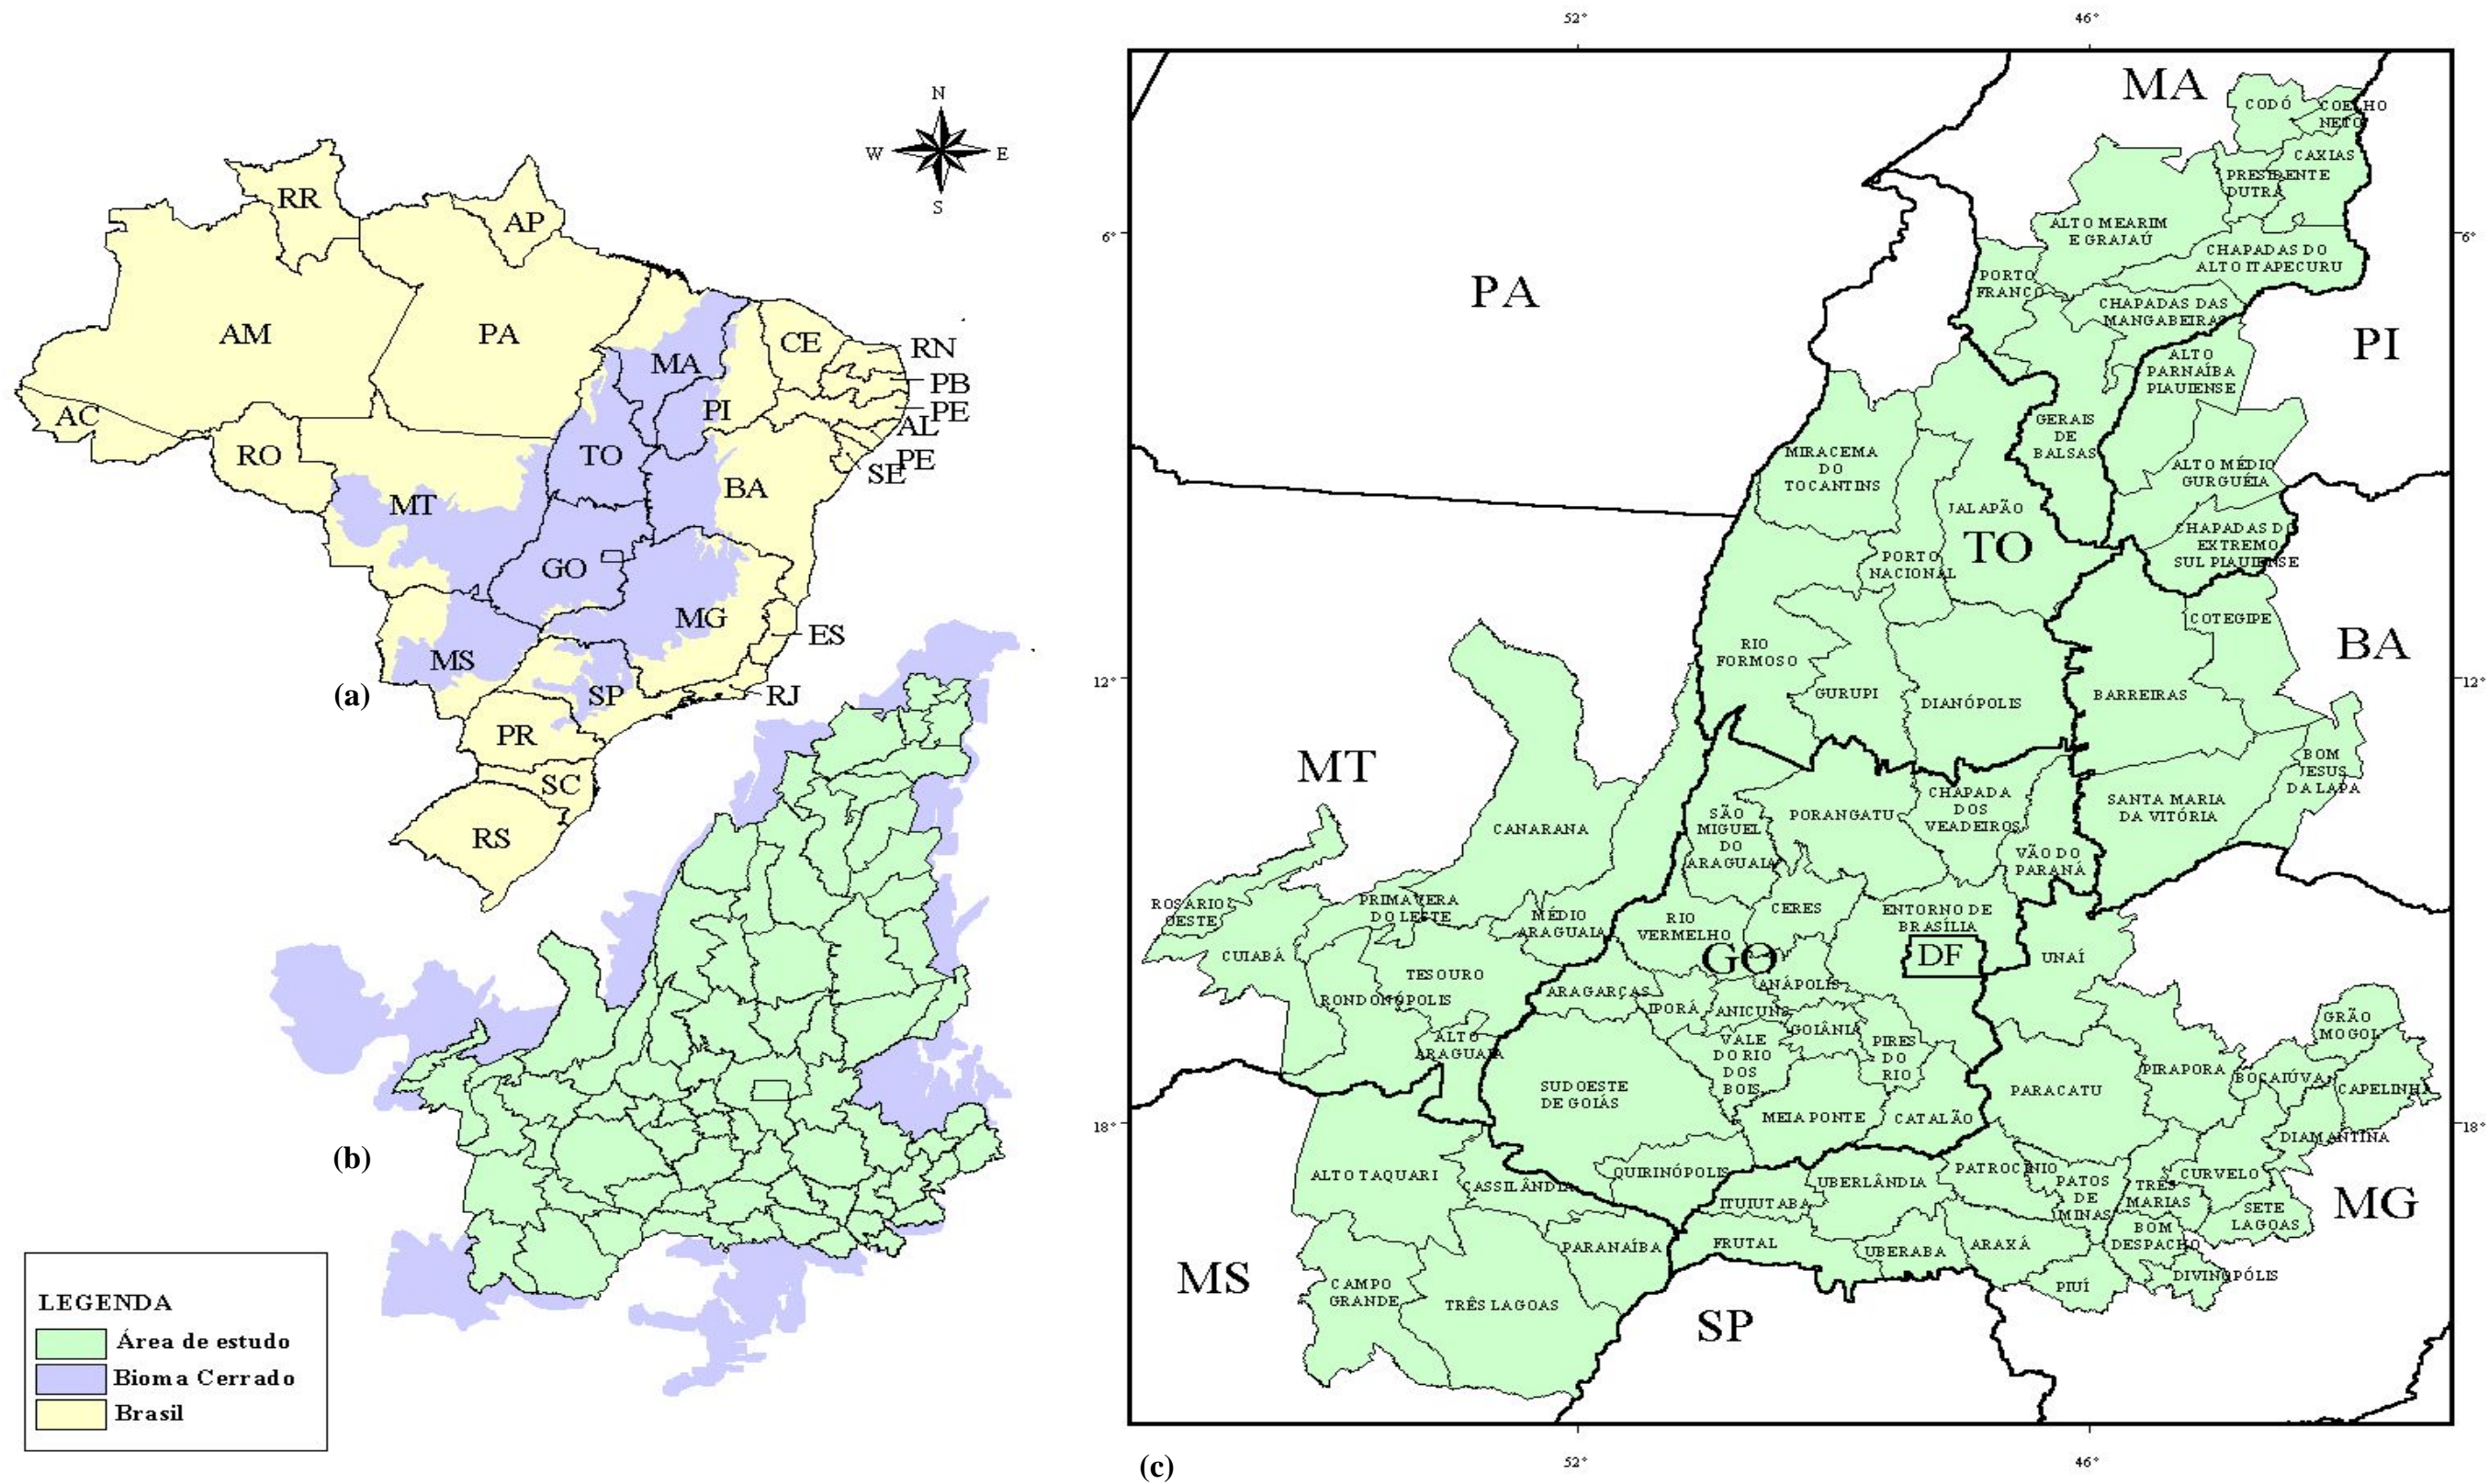 N
W
E
S
RR
AP
AM
PA
MA
CE
RN
PB
PE
AL
PE
SE
AC
RO
TO
PI
BA
MT
GO
MG
ES
MS
SP
RJ
PR
SC
RS
(a)
(b)
LEGENDA
Área de estudo
Bioma Cerrado
Brasil
52°
46°
6°
6°
12°
12°
18°
18°
52°
46°
(c)
MA
PA
PI
TO
BA
MT
GO
DF
MG
MS
SP
CODÓ
COELHO
NETO
CAXIAS
PRESIDENTE
DUTRA
ALTO MEARIM
E GRAJAÚ
CHAPADAS DO
ALTO ITAPECURU
PORTO
FRANCO
CHAPADAS DAS
MANGABEIRAS
ALTO
PARNAÍBA
PIAUIENSE
GERAIS
DE
BALSAS
MIRACEMA
DO
TOCANTINS
ALTO MÉDIO
GURGUÉIA
JALAPÃO
CHAPADAS DO
EXTREMO
SUL PIAUIENSE
PORTO
NACIONAL
COTEGIPE
RIO
FORMOSO
GURUPI
DIANÓPOLIS
BARREIRAS
BOM
JESUS
DA LAPA
SANTA MARIA
DA VITÓRIA
CANARANA
SÃO
MIGUEL
DO
ARAGUAIA
PORANGATU
CHAPADA
DOS
VEADEIROS
VÃO DO
PARANÁ
ROSÁRIO
OESTE
PRIMAVERA
DO LESTE
MÉDIO
ARAGUAIA
RIO
VERMELHO
CERES
ENTORNO DE
BRASÍLIA
CUIABÁ
TESOURO
UNAÍ
RONDONÓPOLIS
ARAGARÇAS
IPORÁ
ANICUNS
ANÁPOLIS
GOIÂNIA
ALTO
ARAGUAIA
VALE
DO RIO
DOS
BOIS
PIRES
DO
RIO
GRÃO
MOGOL
SUDOESTE
DE GOIÁS
PARACATU
PIRAPORA
BOCAIÚVA
CAPELINHA
MEIA PONTE
CATALÃO
DIAMANTINA
ALTO TAQUARI
CASSILÂNDIA
QUIRINÓPOLIS
ITUIUTABA
UBERLÂNDIA
PATROCÍNIO
PATOS
DE
MINAS
TRÊS
MARIAS
CURVELO
SETE
LAGOAS
PARANAÍBA
FRUTAL
UBERABA
ARAXÁ
BOM
DESPACHO
CAMPO
GRANDE
TRÊS LAGOAS
PIUÍ
DIVINÓPOLIS